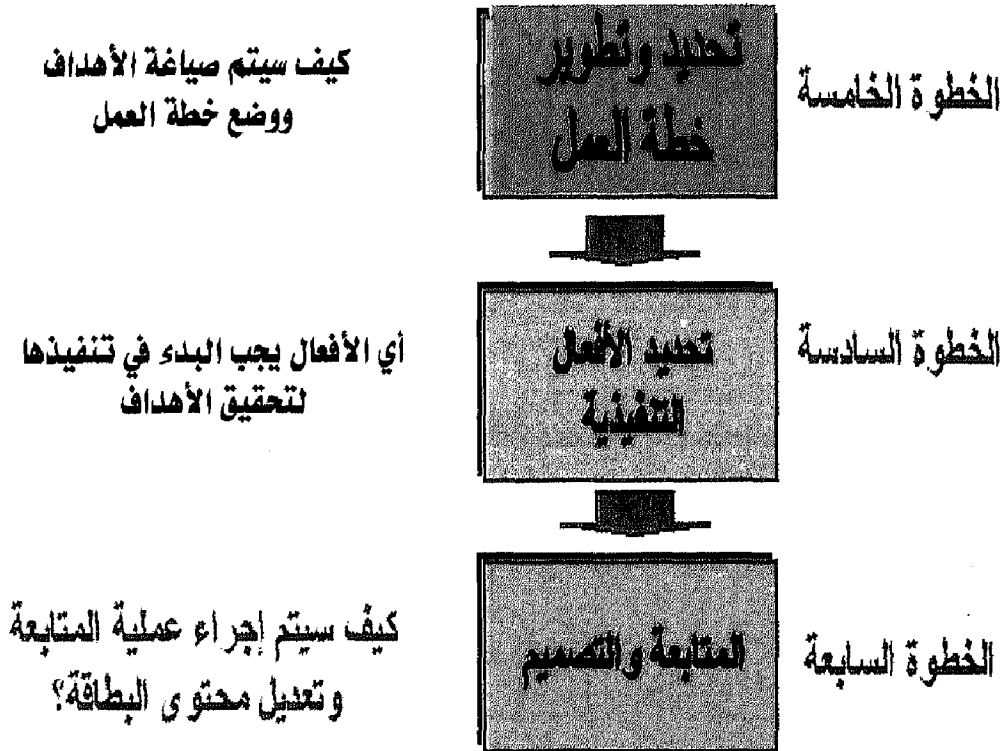 الخطوة الخامسة
تحديد وتطوير
خطة العمل
كيف سيتم صياغة الأهداف
ووضع خطة العمل
الخطوة السادسة
تحديد الأفعال
التنفيذية
أي الأفعال يجب البدء في تنفيذها
لتحقيق الأهداف
الخطوة السابعة
المتابعة والتصميم
كيف سيتم إجراء عملية المتابعة
وتعديل محتوى البطاقة؟